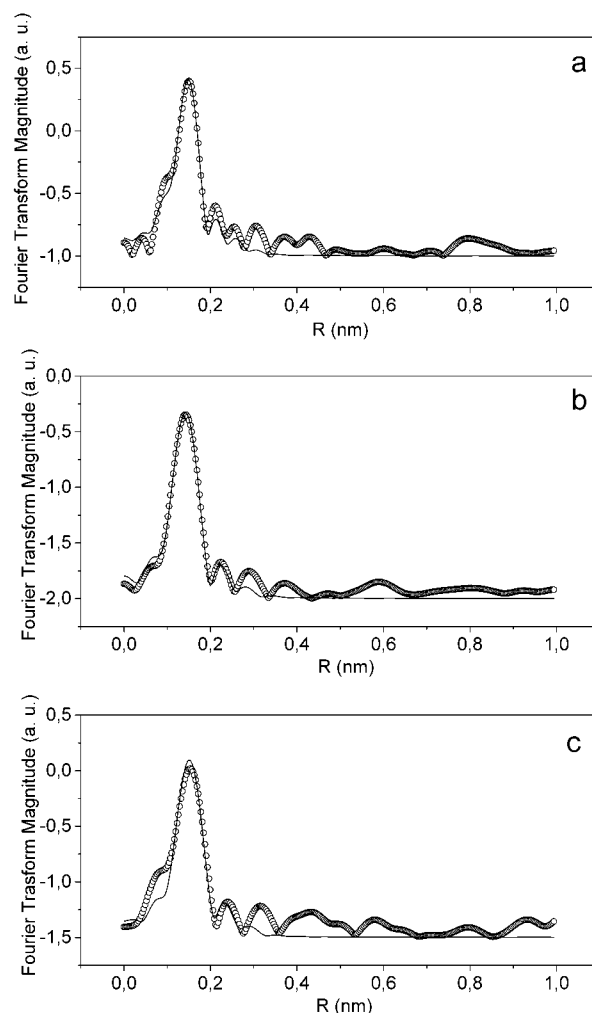 a
0,5
0,0
-0,5
-1,0
Fourier Transform Magnitude (a. u.)
0,0 0,2 0,4 0,6 0,8 1,0
R (nm)
b
0,0
-0,5
-1,0
-1,5
-2,0
Fourier Transform Magnitude (a. u.)
0,0 0,2 0,4 0,6 0,8 1,0
R (nm)
c
0,5
0,0
-0,5
-1,0
-1,5
Fourier Trasform Magnitude (a. u.)
0,0 0,2 0,4 0,6 0,8 1,0
R (nm)